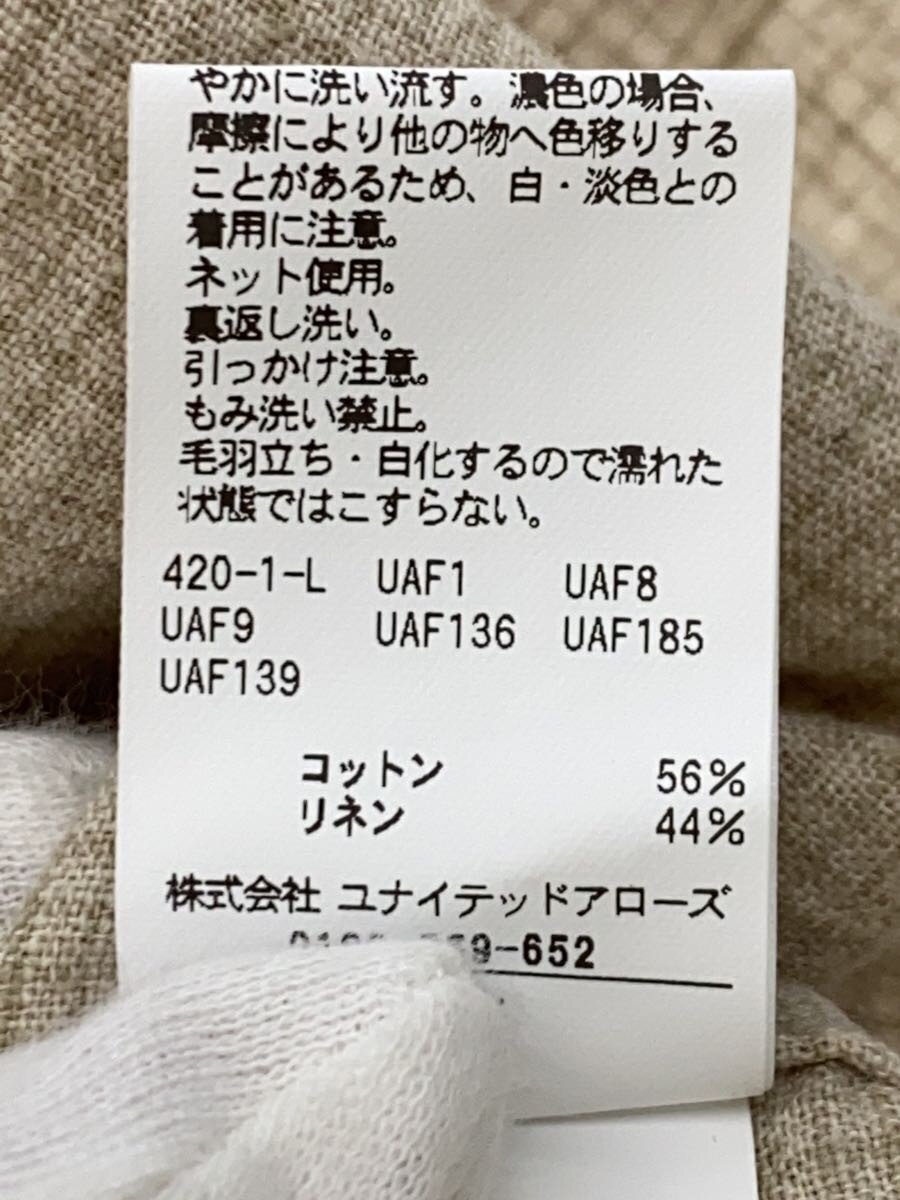 やかに洗い流す。濃色の場合、
摩擦により他の物へ色移りする
ことがあるため、白・淡色との
着用に注意。
ネット使用。
裏返し洗い。
引っかけ注意。
もみ洗い禁止。
毛羽立ち・白化するので濡れた
状態ではこすらない。
420-1-L UAF1 UAF8
UAF9 UAF136 UAF185
UAF139
コットン 56%
リネン 44%
株式会社 ユナイテッドアローズ
-652